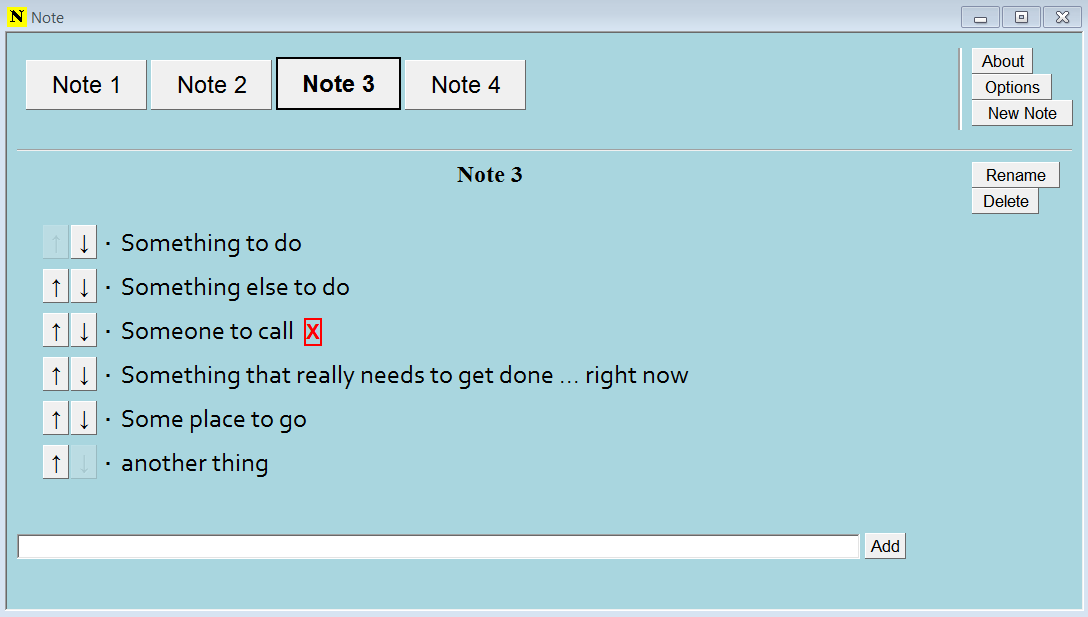 N Note
Note 1 Note 2 Note 3 Note 4
About
Options
New Note
Note 3
Rename
Delete
↑ ↓ · Something to do
↑ ↓ · Something else to do
↑ ↓ · Someone to call X
↑ ↓ · Something that really needs to get done ... right now
↑ ↓ · Some place to go
↑ ↓ · another thing
Add